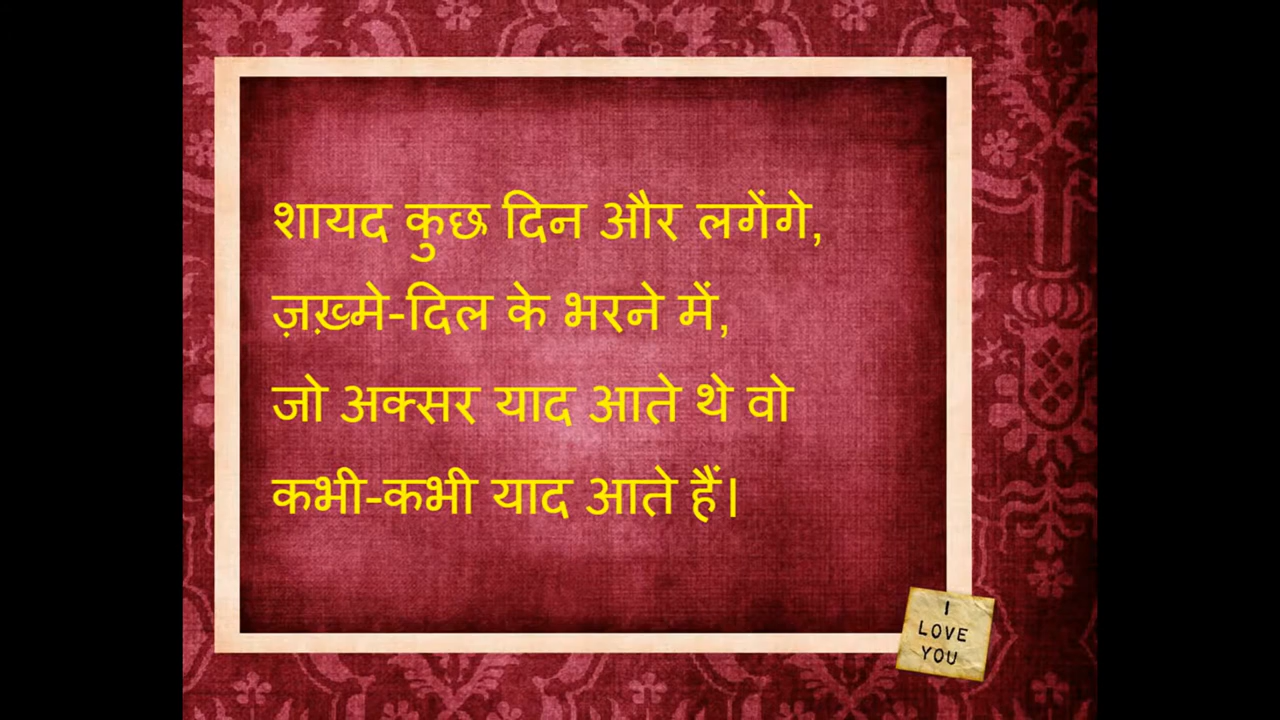 शायद कुछ दिन और लगेंगे,
ज़ख़्मे-दिल के भरने में,
जो अक्सर याद आते थे वो
कभी-कभी याद आते हैं।
I
LOVE
YOU